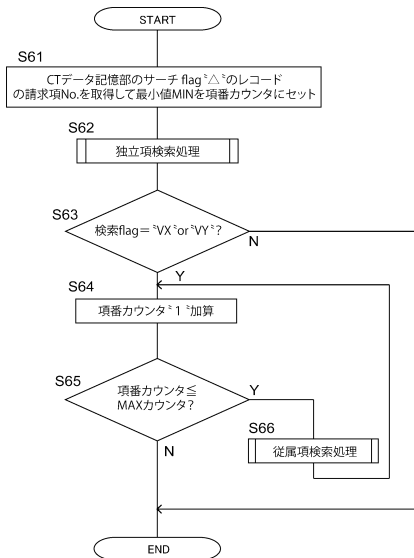 START
S61
CTデータ記憶部のサーチ flag〝△〟のレコード
の請求項No.を取得して最小値MINを項番カウンタにセット
S62
独立項検索処理
S63
検索flag=〝VX〟or〝VY〟?
N
Y
S64
項番カウンタ〝1〟加算
S65
項番カウンタ≦
MAXカウンタ?
Y
N
S66
従属項検索処理
END